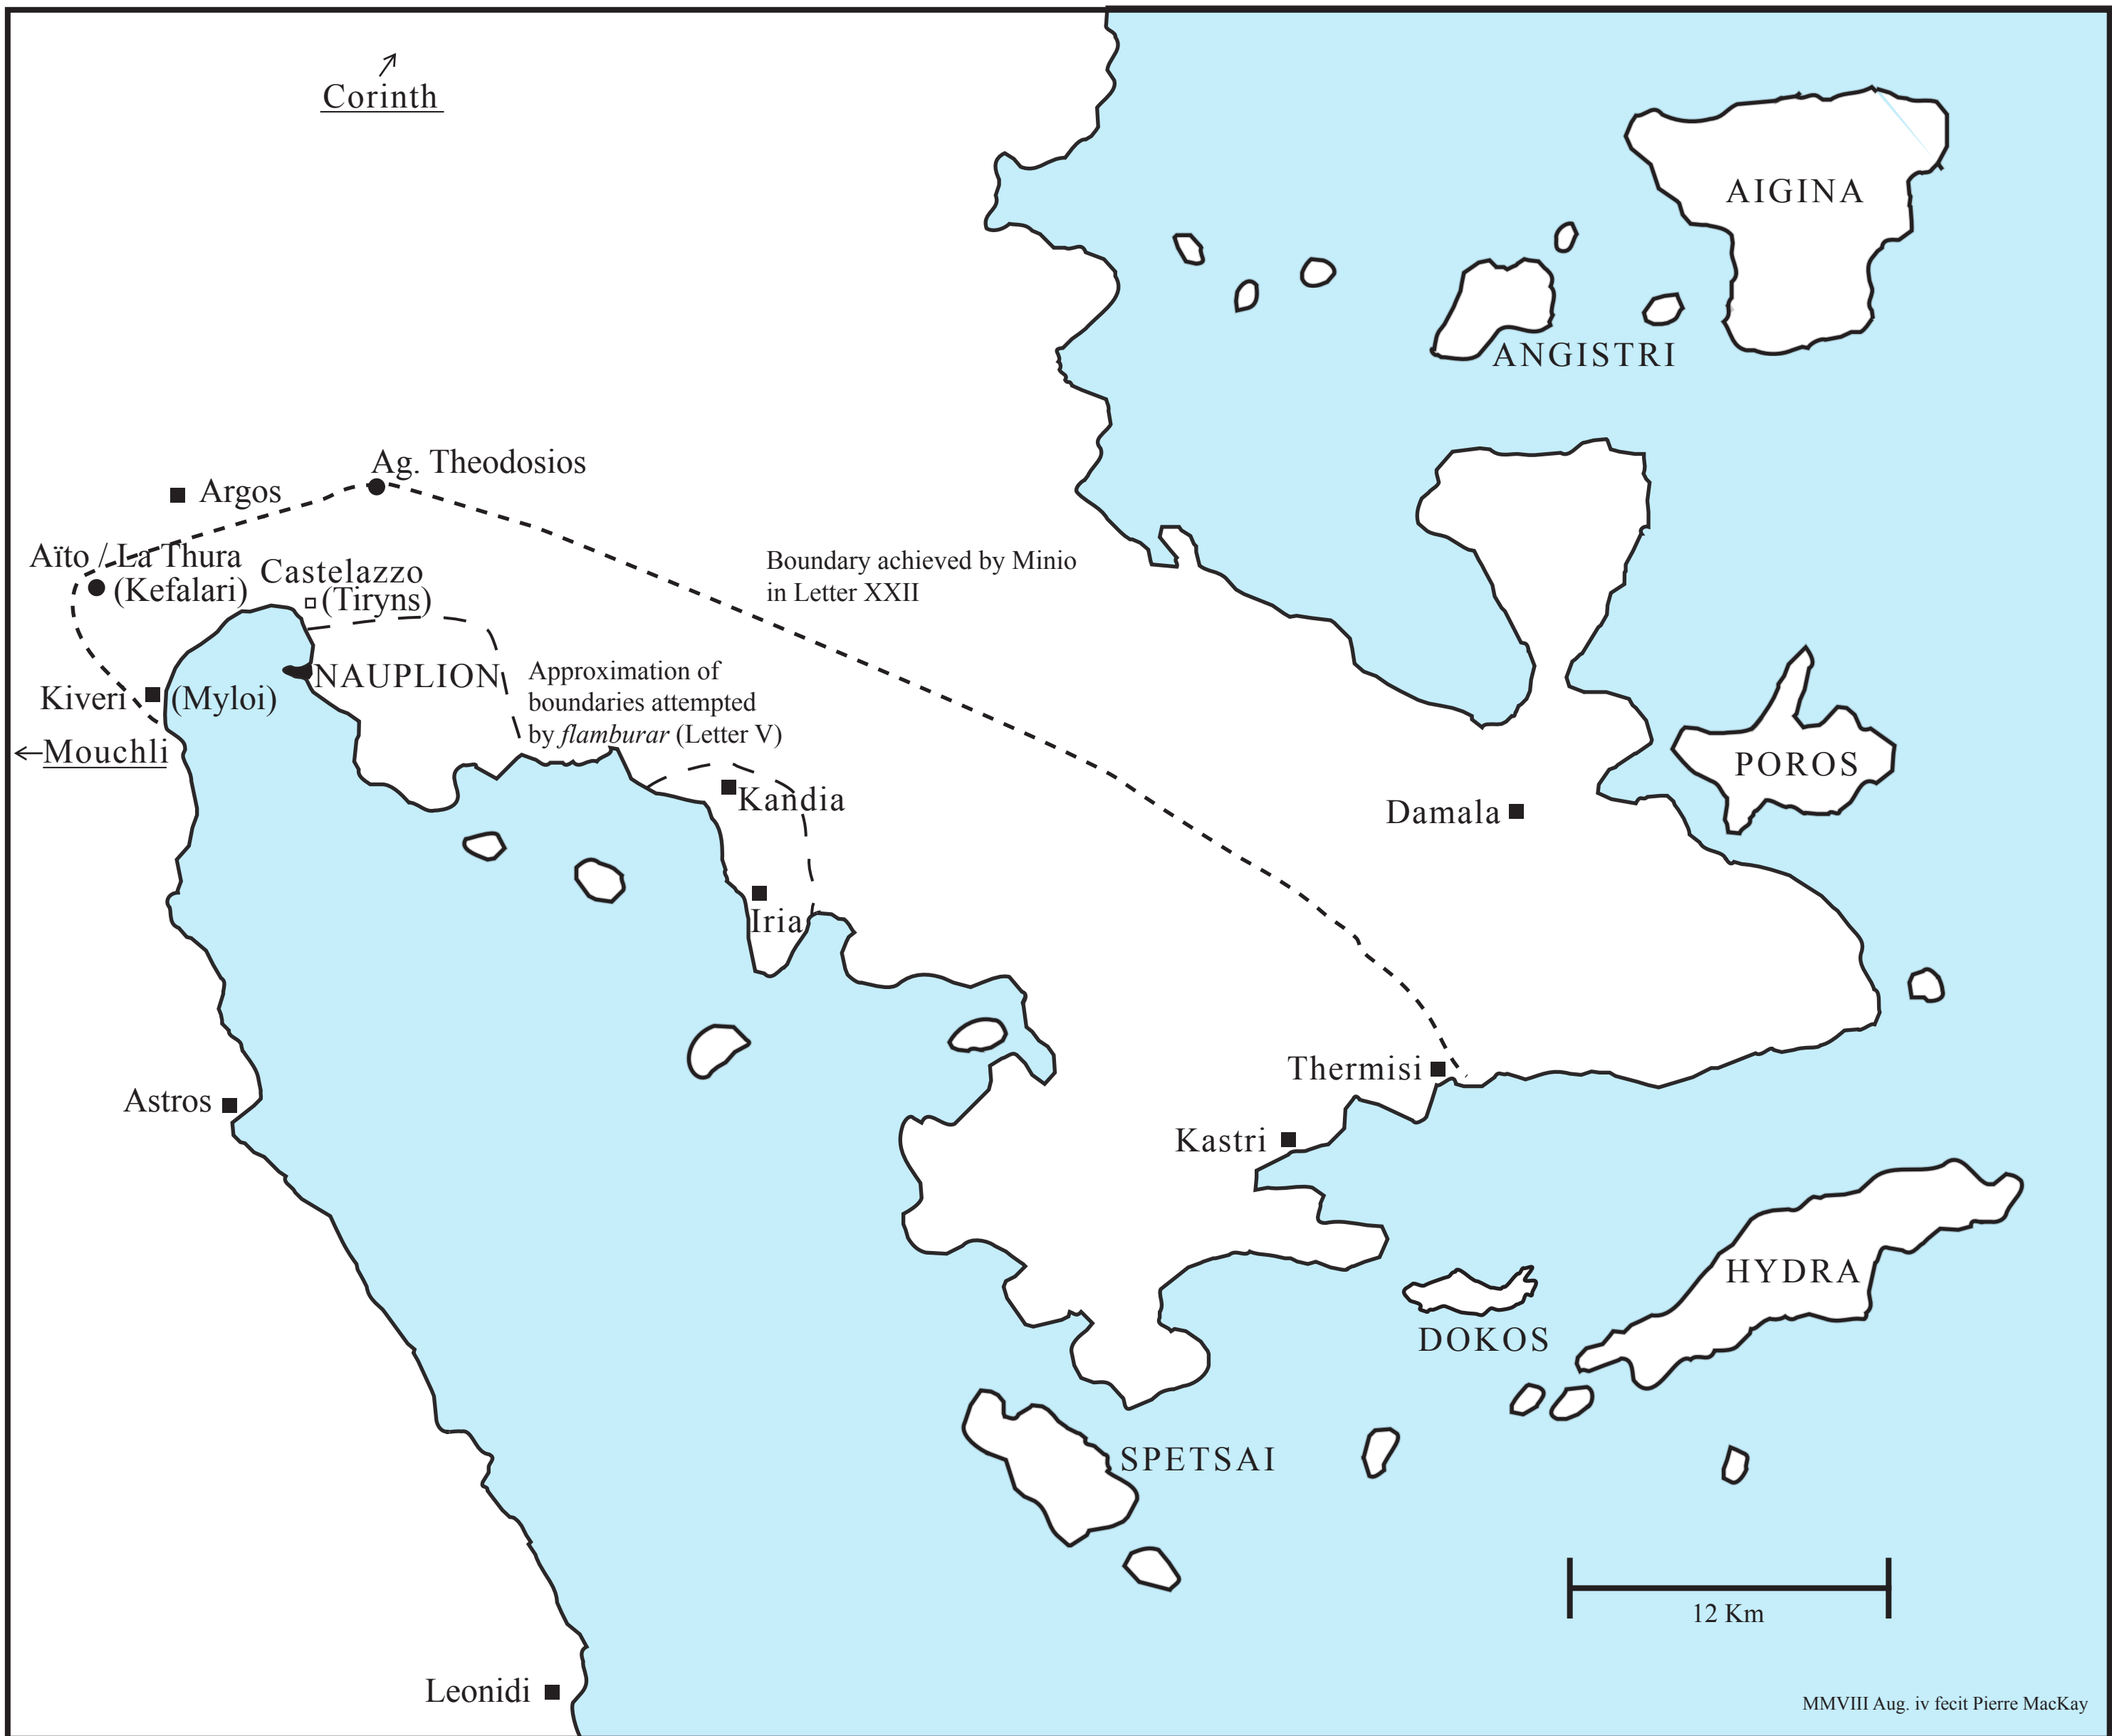 Corinth
AIGINA
ANGISTRI
Ag. Theodosios
Argos
Aïto / La Thura
(Kefalari)
Castelazzo
(Tiryns)
Boundary achieved by Minio
in Letter XXII
NAUPLION
Approximation of
boundaries attempted
by flamburar (Letter V)
Kiveri
(Myloi)
Mouchli
POROS
Kandia
Damala
Iria
Thermisi
Astros
Kastri
HYDRA
DOKOS
SPETSAI
12 Km
Leonidi
MMVIII Aug. iv fecit Pierre MacKay